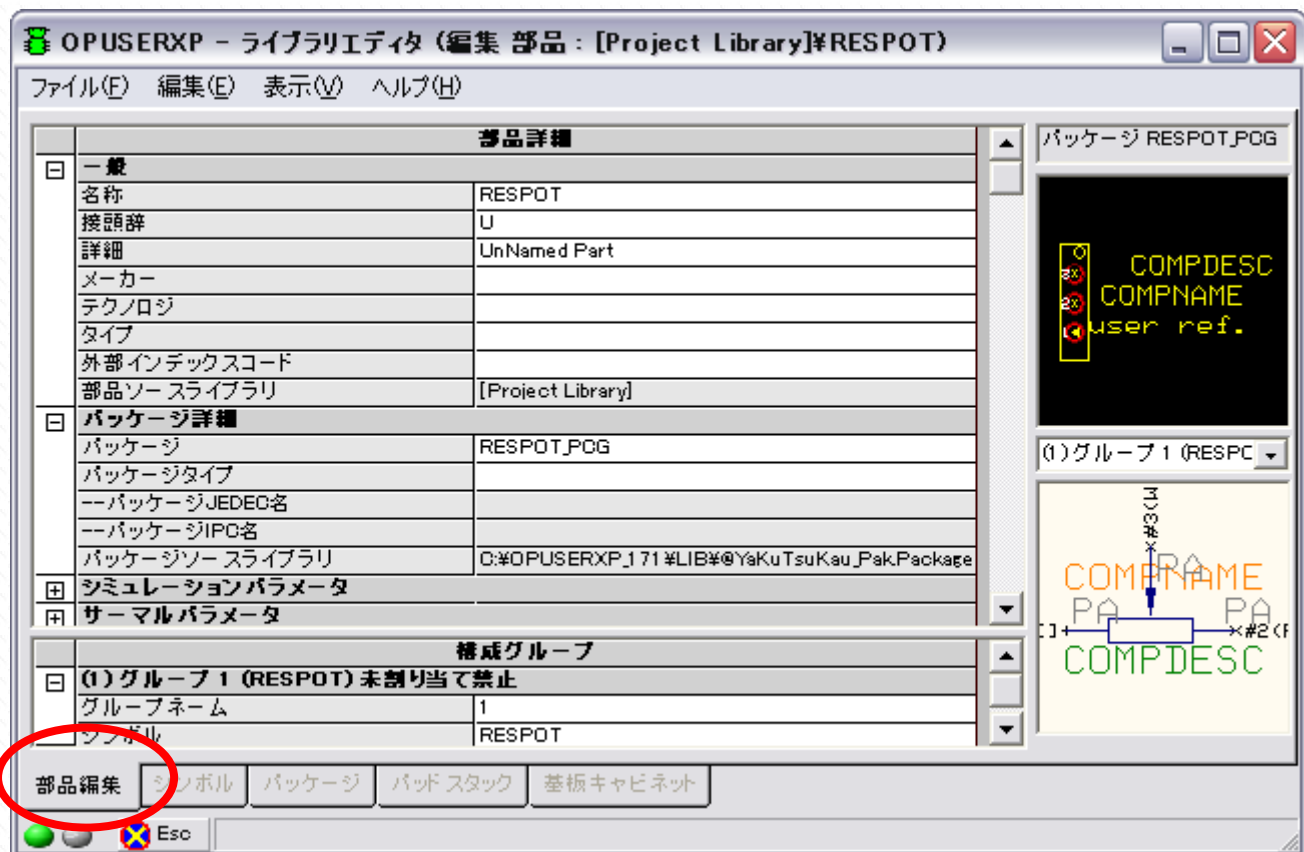 OPUSERXP - ライブラリエディタ (編集 部品 : [Project Library]¥RESPOT)
ファイル(F) 編集(E) 表示(V) ヘルプ(H)
部品詳細
一般
名称 RESPOT
接頭辞 U
詳細 UnNamed Part
メーカー
テクノロジ
タイプ
外部インデックスコード
部品ソースライブラリ [Project Library]
パッケージ詳細
パッケージ RESPOT_PCG
パッケージタイプ
--パッケージJEDEC名
--パッケージIPC名
パッケージソースライブラリ C:¥OPUSERXP_171¥LIB¥@YaKuTsuKau_Pak.Package
シミュレーションパラメータ
サーマルパラメータ
構成グループ
(1)グループ 1 (RESPOT) 未割り当て禁止
グループネーム 1
シンボル RESPOT
パッケージ RESPOT_PCG
COMPDESC
3
COMPNAME
2
user ref.
1
(1)グループ 1 (RESPC
#3(M
COMPNAME
PA
PA PA
#2(F
COMPDESC
部品編集 シンボル パッケージ パッドスタック 基板キャビネット
Esc